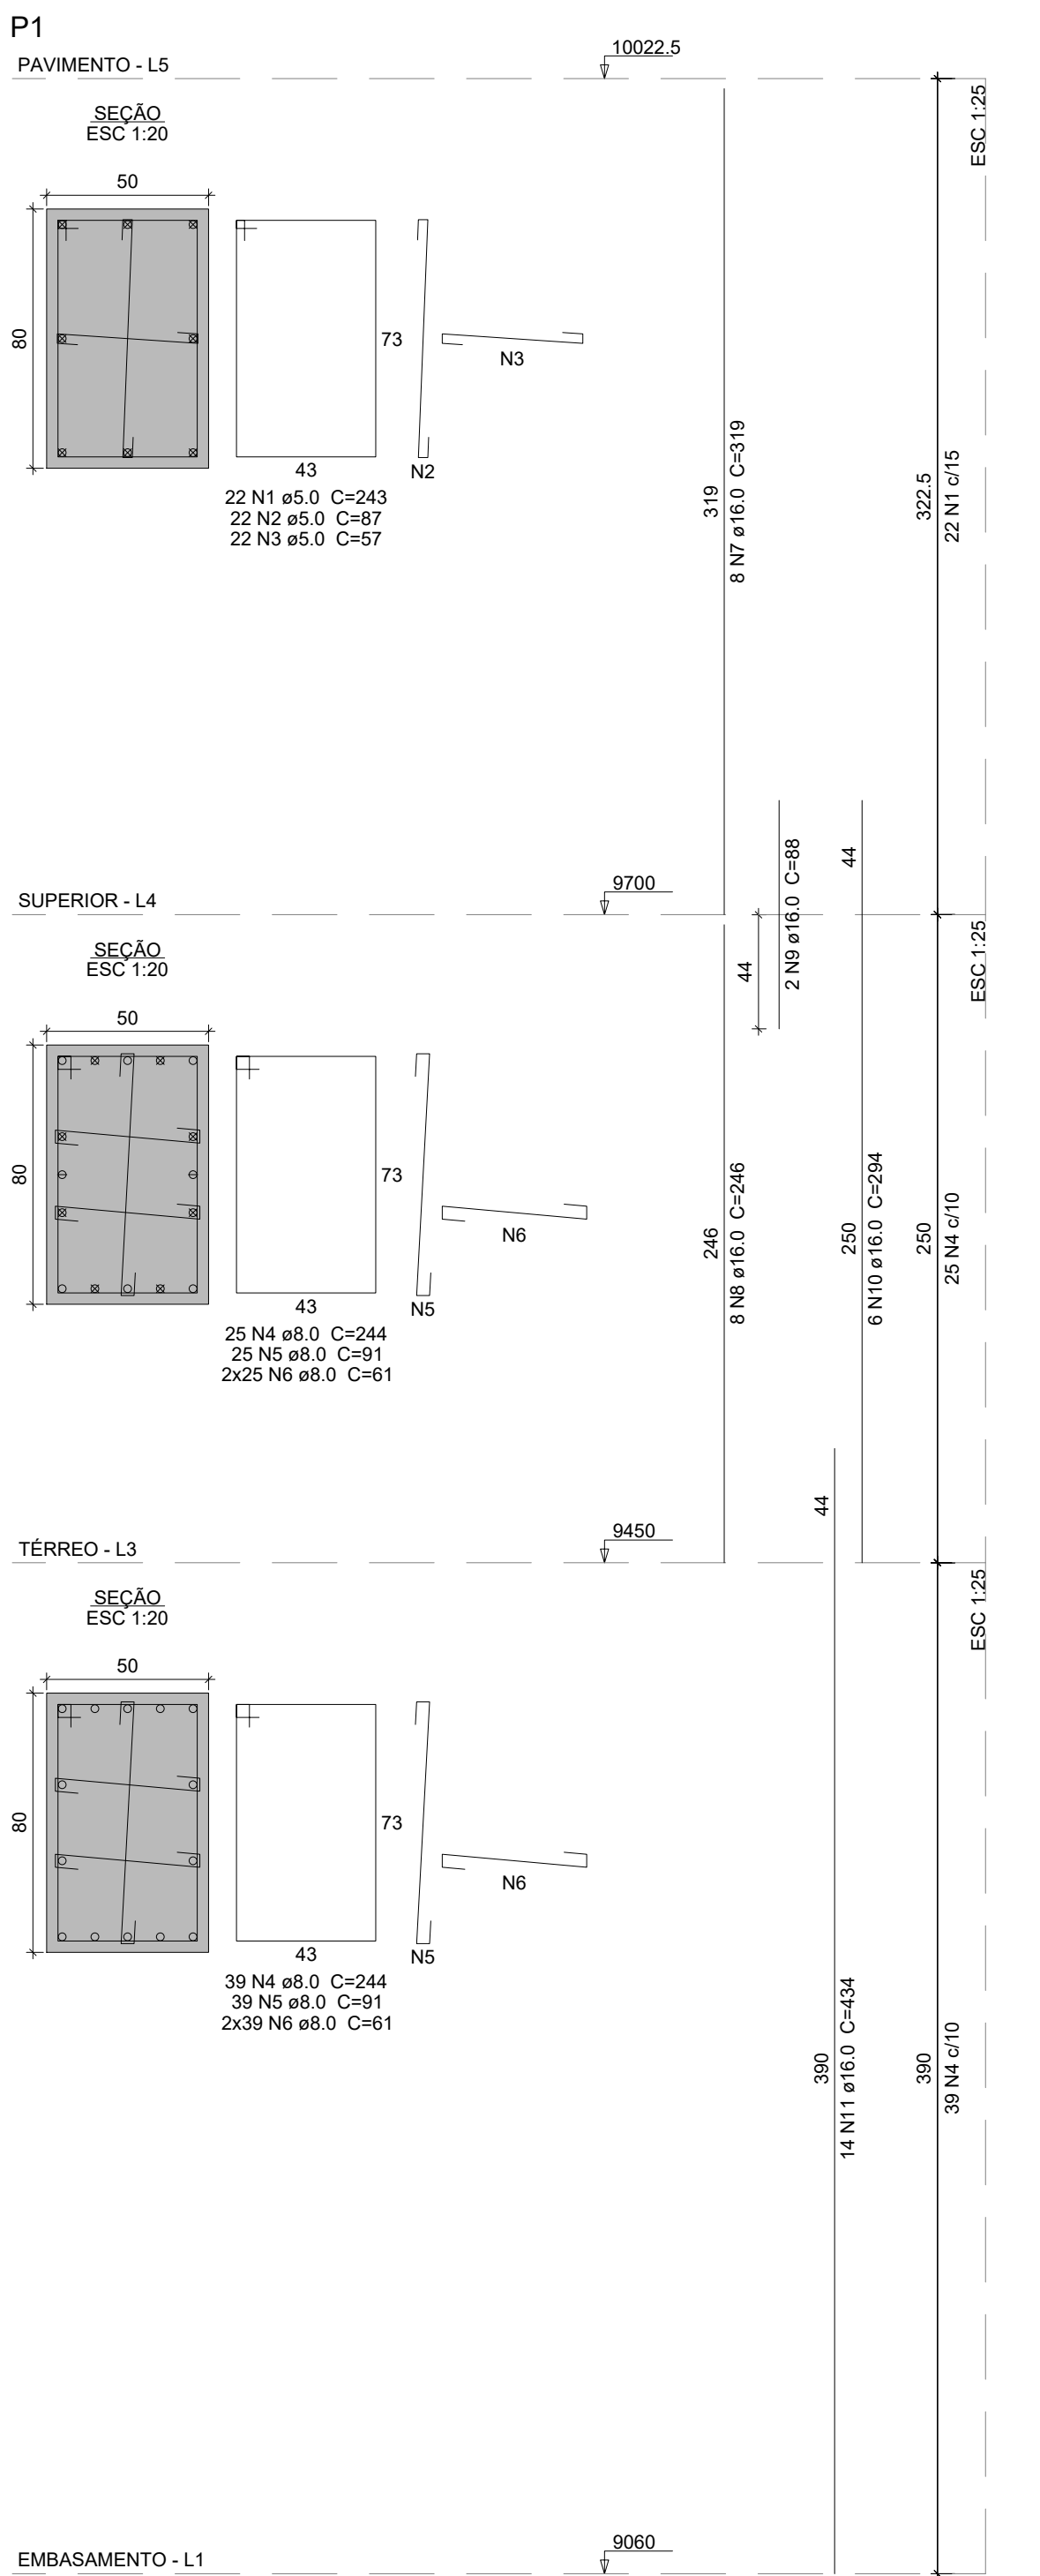 P1
PAVIMENTO - L5
10022.5
ESC 1:25
SEÇÃO
ESC 1:20
50
80
73
43
N2
N3
22 N1 ø5.0 C=243
22 N2 ø5.0 C=87
22 N3 ø5.0 C=57
319
8 N7 ø16.0 C=319
322.5
22 N1 c/15
SUPERIOR - L4
9700
ESC 1:25
44
2 N9 ø16.0 C=88
44
SEÇÃO
ESC 1:20
50
80
73
43
N5
N6
25 N4 ø8.0 C=244
25 N5 ø8.0 C=91
2x25 N6 ø8.0 C=61
246
8 N8 ø16.0 C=246
250
6 N10 ø16.0 C=294
250
25 N4 c/10
44
TÉRREO - L3
9450
ESC 1:25
SEÇÃO
ESC 1:20
50
80
73
43
N5
N6
39 N4 ø8.0 C=244
39 N5 ø8.0 C=91
2x39 N6 ø8.0 C=61
390
14 N11 ø16.0 C=434
390
39 N4 c/10
EMBASAMENTO - L1
9060